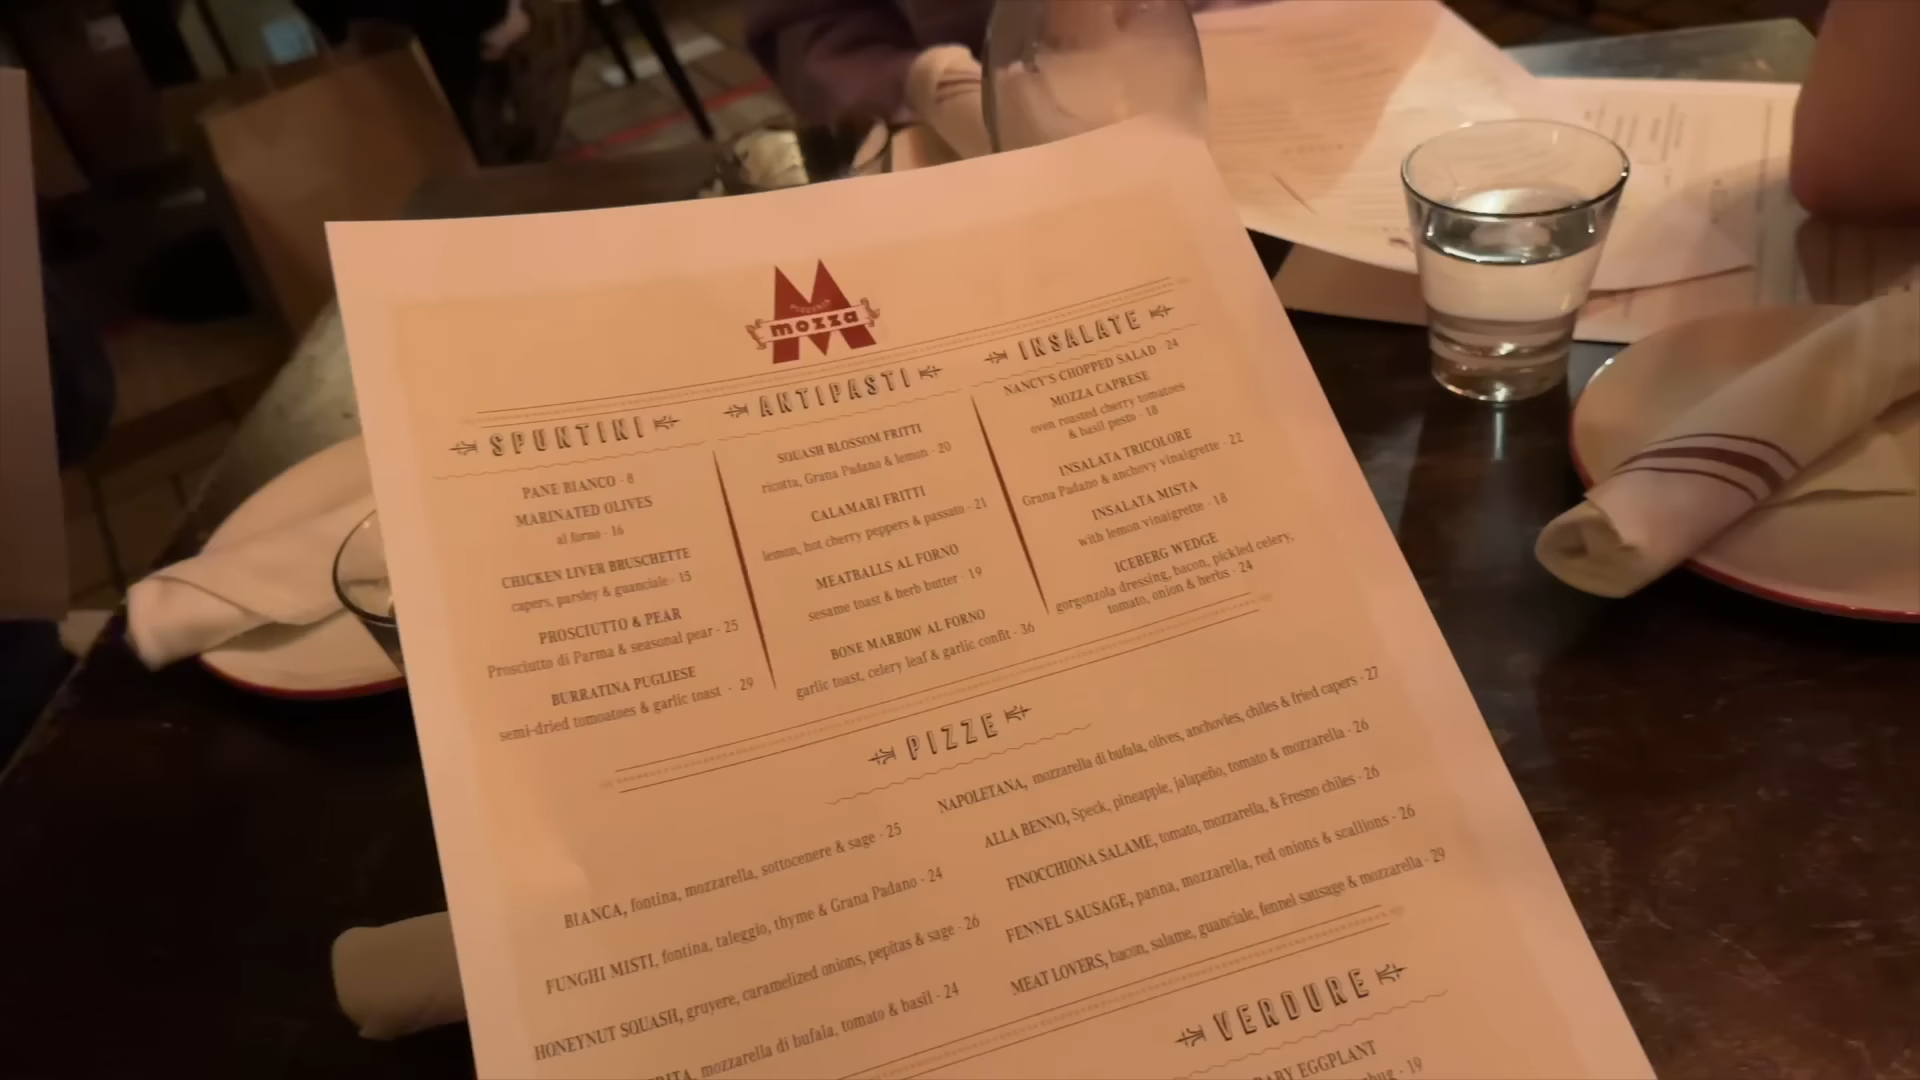 PIZZERIA
mozza
SPUNTINI
PANE BIANCO - 8
MARINATED OLIVES
al forno - 16
CHICKEN LIVER BRUSCHETTE
capers, parsley & guanciale - 15
PROSCIUTTO & PEAR
Prosciutto di Parma & seasonal pear - 25
BURRATINA PUGLIESE
semi-dried tomoatoes & garlic toast - 29
ANTIPASTI
SQUASH BLOSSOM FRITTI
ricotta, Grana Padano & lemon - 20
CALAMARI FRITTI
lemon, hot cherry peppers & passato - 21
MEATBALLS AL FORNO
sesame toast & herb butter - 19
BONE MARROW AL FORNO
garlic toast, celery leaf & garlic confit - 36
INSALATE
NANCY'S CHOPPED SALAD 24
MOZZA CAPRESE
oven roasted cherry tomatoes
& basil pesto - 18
INSALATA TRICOLORE
Grana Padano & anchovy vinaigrette - 22
INSALATA MISTA
with lemon vinaigrette - 18
ICEBERG WEDGE
gorgonzola dressing, bacon, pickled celery,
tomato, onion & herbs - 24
PIZZE
BIANCA, fontina, mozzarella, sottocenere & sage - 25
FUNGHI MISTI, fontina, taleggio, thyme & Grana Padano - 24
HONEYNUT SQUASH, gruyere, caramelized onions, pepitas & sage - 26
mozzarella di bufala, tomato & basil - 24
NAPOLETANA, mozzarella di bufala, olives, anchovies, chiles & fried capers - 27
ALLA BENNO, Speck, pineapple, jalapeño, tomato & mozzarella - 26
FINOCCHIONA SALAME, tomato, mozzarella, & Fresno chiles - 26
FENNEL SAUSAGE, panna, mozzarella, red onions & scallions - 26
MEAT LOVERS, bacon, salame, guanciale, fennel sausage & mozzarella - 29
VERDURE
BABY EGGPLANT
19